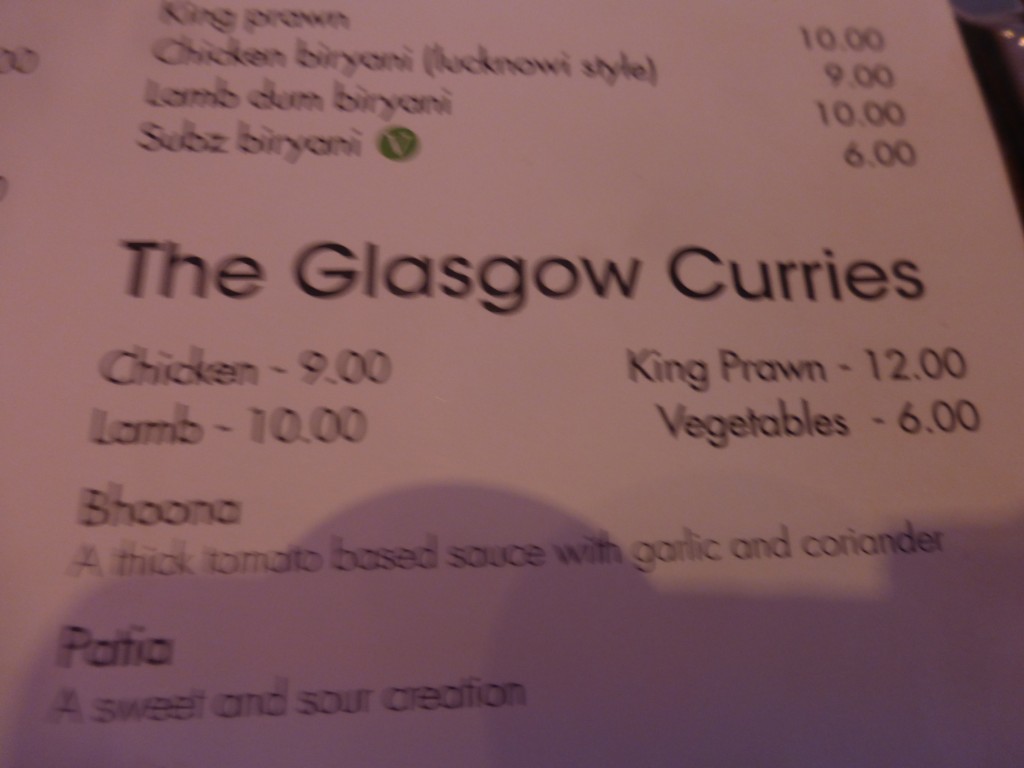 King prawn 10.00
Chicken biryani (lucknowi style) 9.00
Lamb dum biryani 10.00
Subz biryani V 6.00
The Glasgow Curries
Chicken - 9.00 King Prawn - 12.00
Lamb - 10.00 Vegetables - 6.00
Bhoona
A thick tomato based sauce with garlic and coriander
Pattia
A sweet and sour creation